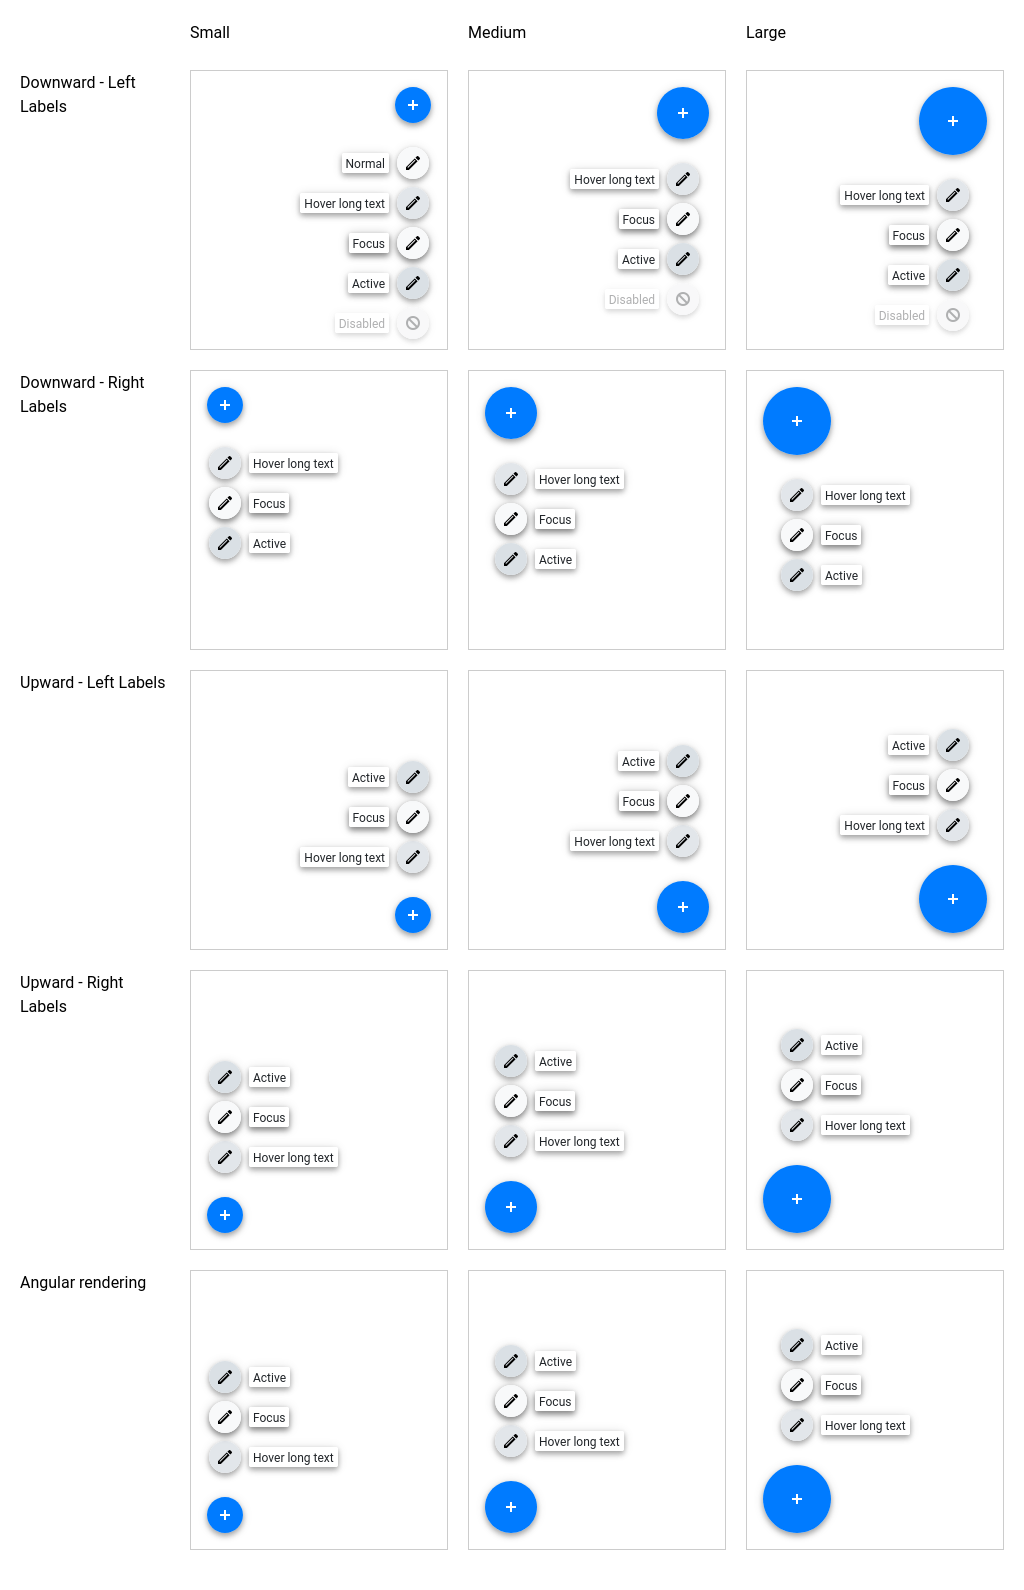 Small Medium Large
Downward - Left
Labels
Normal
Hover long text
Focus
Active
Disabled
Hover long text
Focus
Active
Disabled
Hover long text
Focus
Active
Disabled
Downward - Right
Labels
Hover long text
Focus
Active
Hover long text
Focus
Active
Hover long text
Focus
Active
Upward - Left Labels
Active
Focus
Hover long text
Active
Focus
Hover long text
Active
Focus
Hover long text
Upward - Right
Labels
Active
Focus
Hover long text
Active
Focus
Hover long text
Active
Focus
Hover long text
Angular rendering
Active
Focus
Hover long text
Active
Focus
Hover long text
Active
Focus
Hover long text